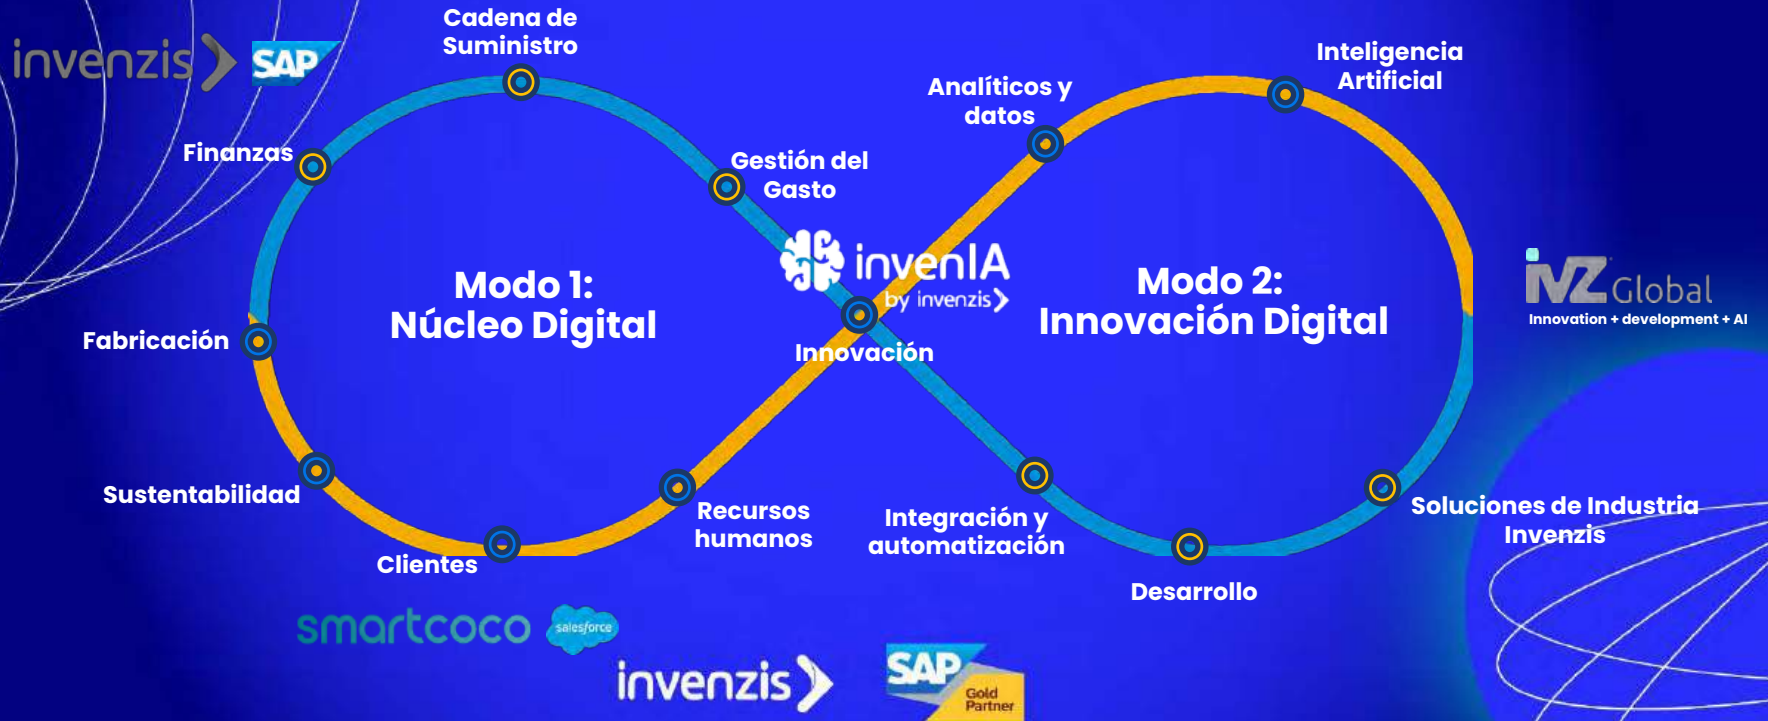 invenzis
SAP
Cadena de
Suministro
Finanzas
Gestión del
Gasto
Fabricación
Modo 1:
Núcleo Digital
Sustentabilidad
Clientes
Recursos
humanos
invenIA
by invenzis
Innovación
Analíticos y
datos
Inteligencia
Artificial
Modo 2:
Innovación Digital
Integración y
automatización
Desarrollo
Soluciones de Industria
Invenzis
iVZ Global
Innovation + development + AI
smartcoco
salesforce
invenzis
SAP
Gold
Partner